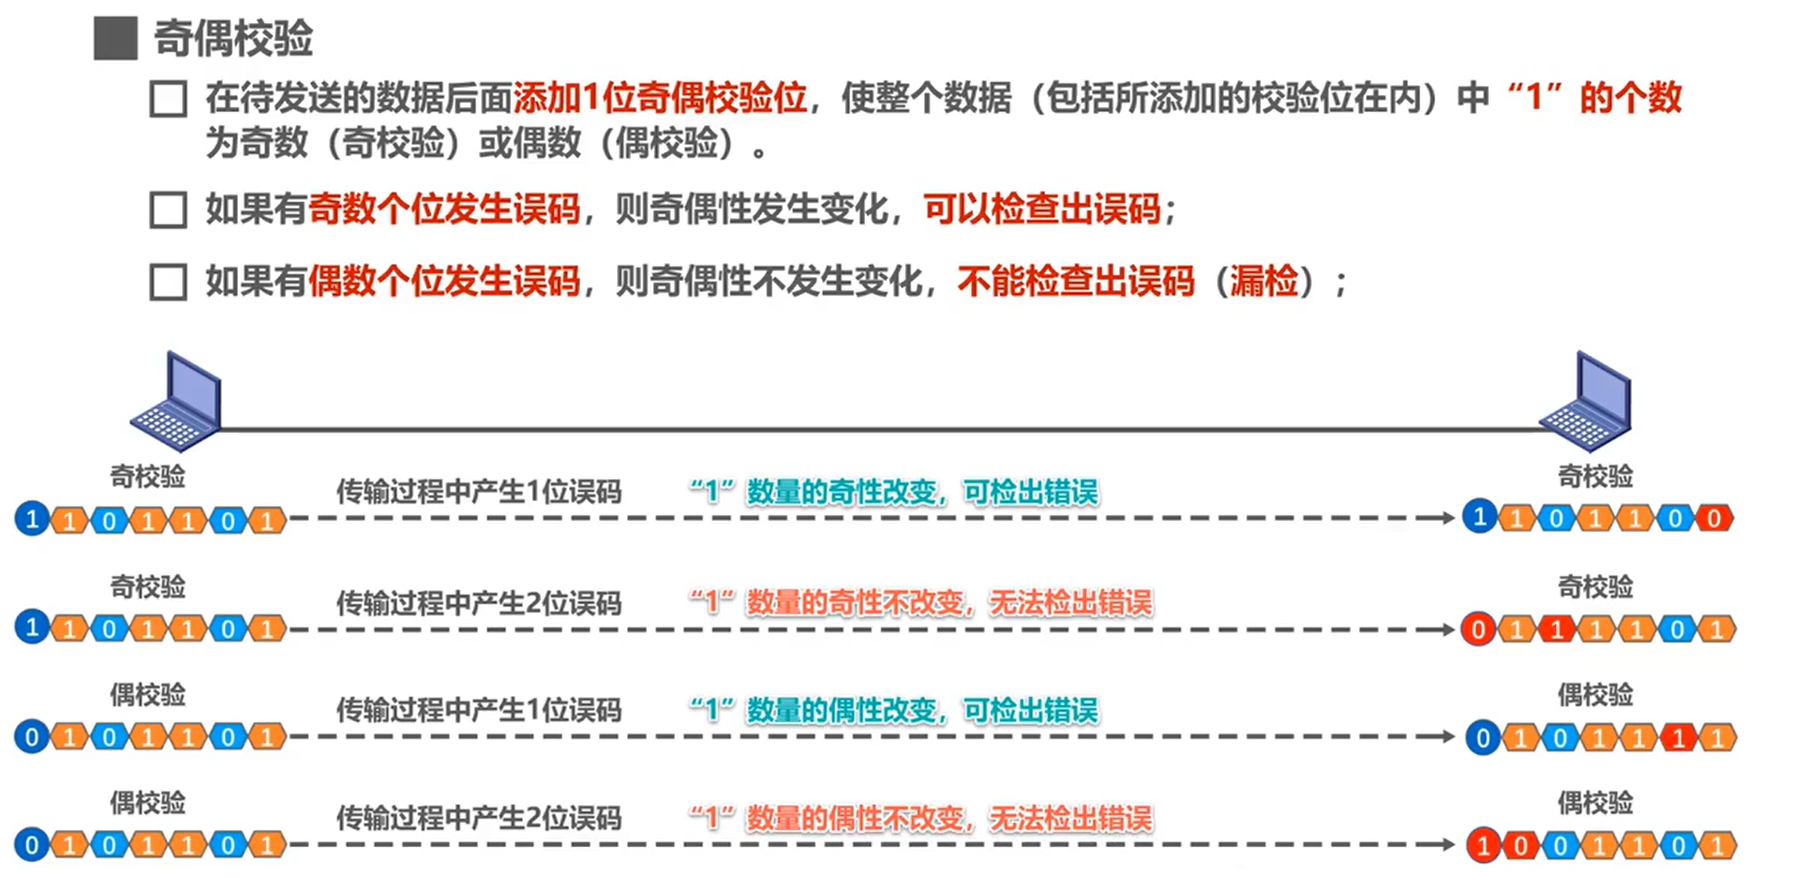 奇偶校验
在待发送的数据后面添加1位奇偶校验位，使整个数据（包括所添加的校验位在内）中“1”的个数
为奇数（奇校验）或偶数（偶校验）。
如果有奇数个位发生误码，则奇偶性发生变化，可以检查出误码；
如果有偶数个位发生误码，则奇偶性不发生变化，不能检查出误码（漏检）；
奇校验 奇校验
传输过程中产生1位误码 “1”数量的奇性改变，可检出错误
1 1 0 1 1 0 1 1 1 0 1 1 0 0
奇校验 奇校验
传输过程中产生2位误码 “1”数量的奇性不改变，无法检出错误
1 1 0 1 1 0 1 0 1 1 1 1 0 1
偶校验 偶校验
传输过程中产生1位误码 “1”数量的偶性改变，可检出错误
0 1 0 1 1 0 1 0 1 0 1 1 1 1
偶校验 偶校验
传输过程中产生2位误码 “1”数量的偶性不改变，无法检出错误
0 1 0 1 1 0 1 1 0 0 1 1 0 1